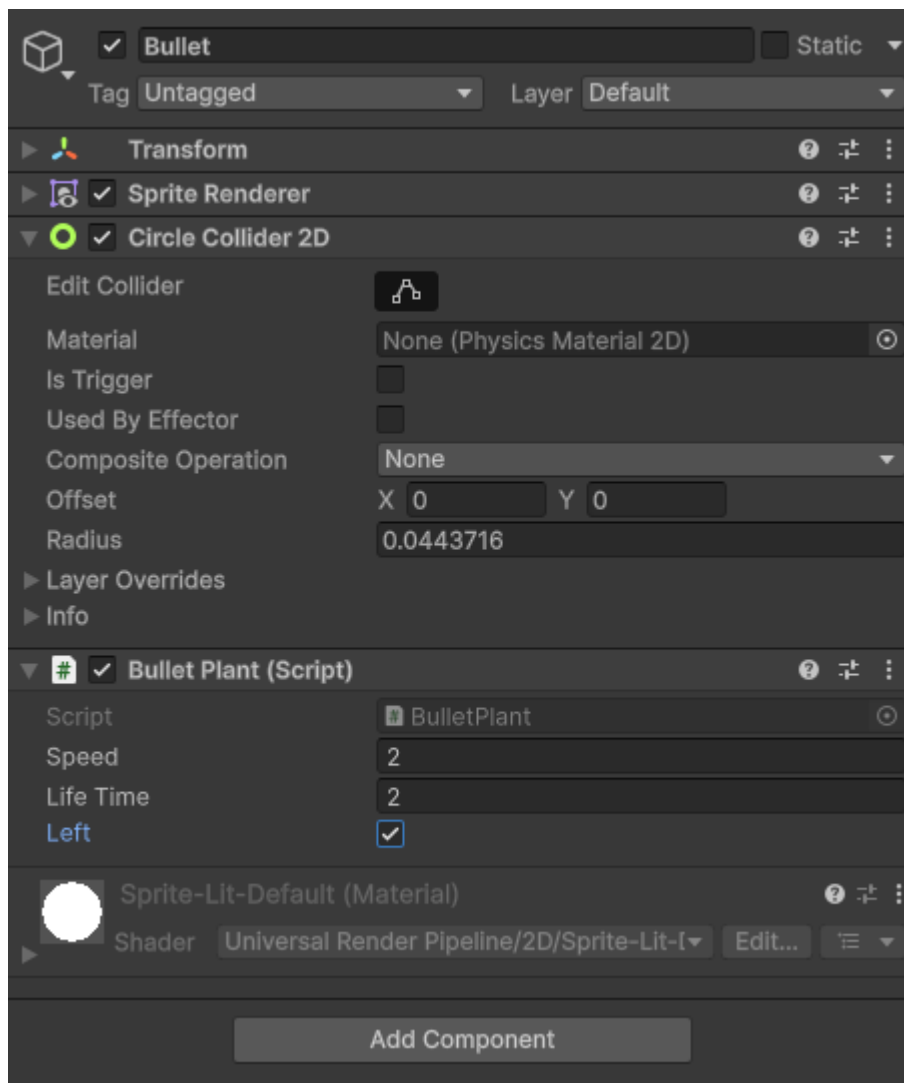 Bullet Static
Tag Untagged Layer Default
Transform
Sprite Renderer
Circle Collider 2D
Edit Collider
Material None (Physics Material 2D)
Is Trigger
Used By Effector
Composite Operation None
Offset X 0 Y 0
Radius 0.0443716
Layer Overrides
Info
# Bullet Plant (Script)
Script # BulletPlant
Speed 2
Life Time 2
Left
Sprite-Lit-Default (Material)
Shader Universal Render Pipeline/2D/Sprite-Lit- Edit...
Add Component